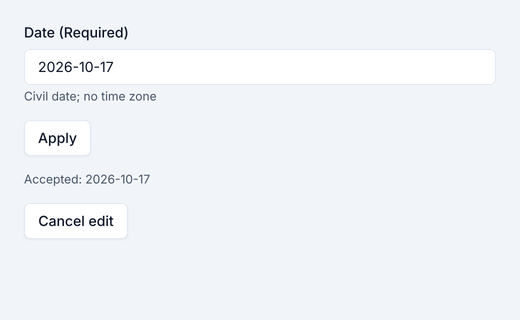 Date (Required)
2026-10-17
Civil date; no time zone
Apply
Accepted: 2026-10-17
Cancel edit